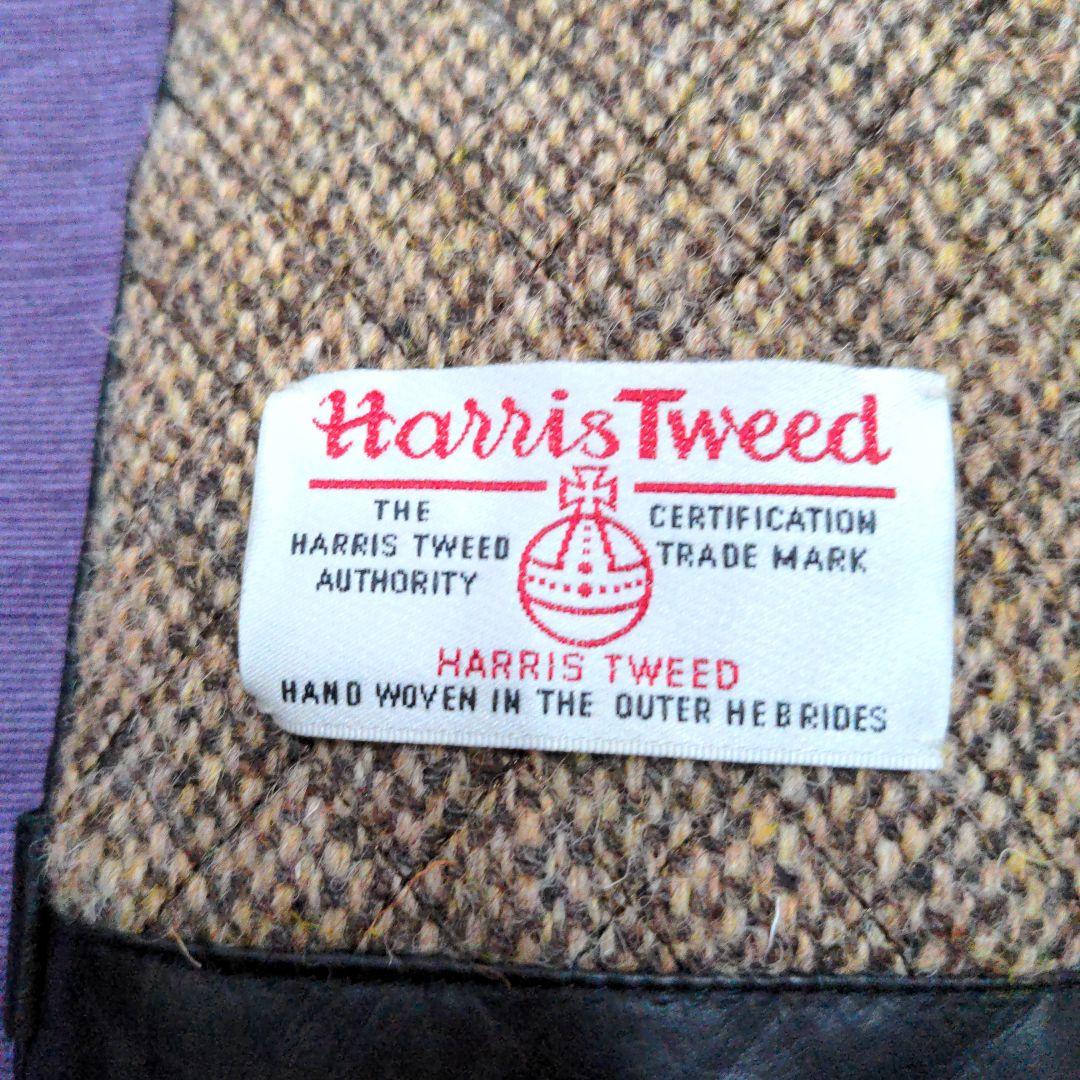 Harris Tweed
THE
HARRIS TWEED
AUTHORITY
CERTIFICATION
TRADE MARK
HARRIS TWEED
HAND WOVEN IN THE OUTER HEBRIDES